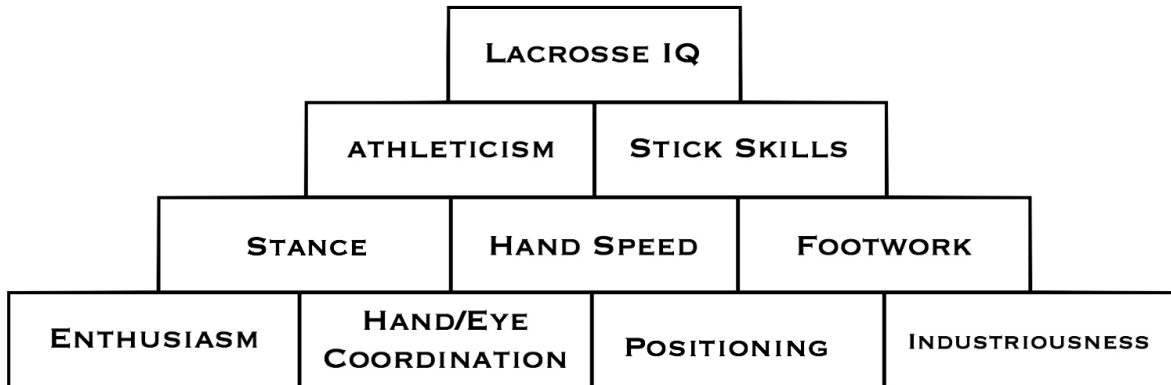 Lacrosse IQ
athleticism
Stick Skills
Stance
Hand Speed
Footwork
Enthusiasm
Hand/Eye
Coordination
Positioning
Industriousness